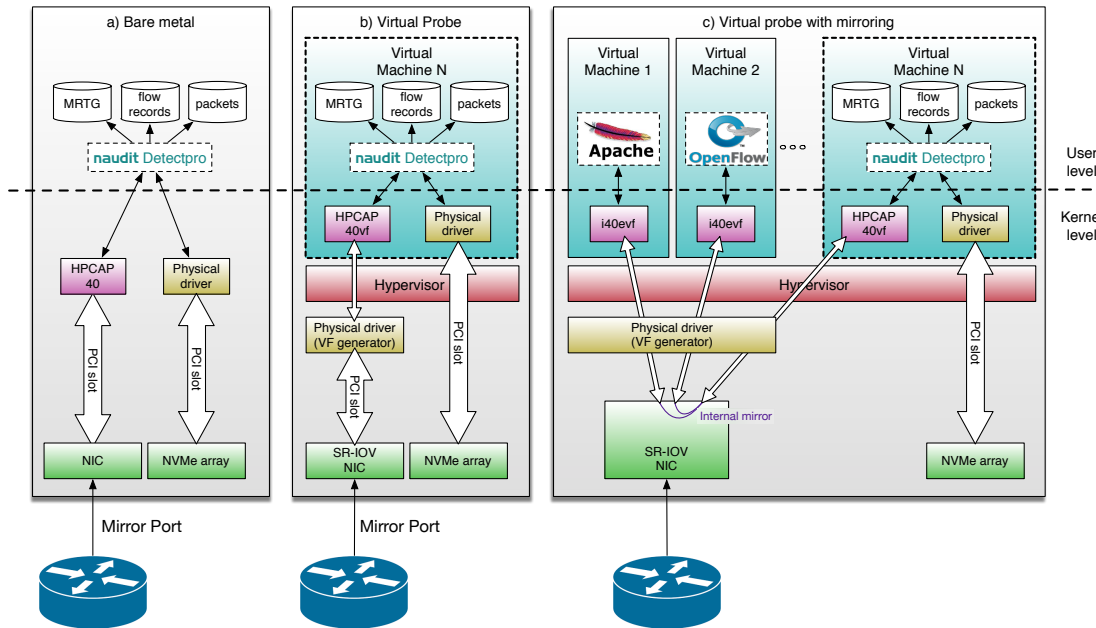 a) Bare metal
MRTG
flow
records
packets
naudit Detectpro
HPCAP
40
Physical
driver
PCI slot
PCI slot
NIC
NVMe array
Mirror Port
b) Virtual Probe
Virtual
Machine N
MRTG
flow
records
packets
naudit Detectpro
HPCAP
40vf
Physical
driver
Hypervisor
Physical driver
(VF generator)
PCI slot
PCI slot
SR-IOV
NIC
NVMe array
Mirror Port
c) Virtual probe with mirroring
Virtual
Machine 1
Apache
i40evf
Virtual
Machine 2
OpenFlow
i40evf
Virtual
Machine N
MRTG
flow
records
packets
naudit Detectpro
HPCAP
40vf
Physical
driver
Hypervisor
Physical driver
(VF generator)
PCI slot
Internal mirror
SR-IOV
NIC
NVMe array
User
level
Kerne
level